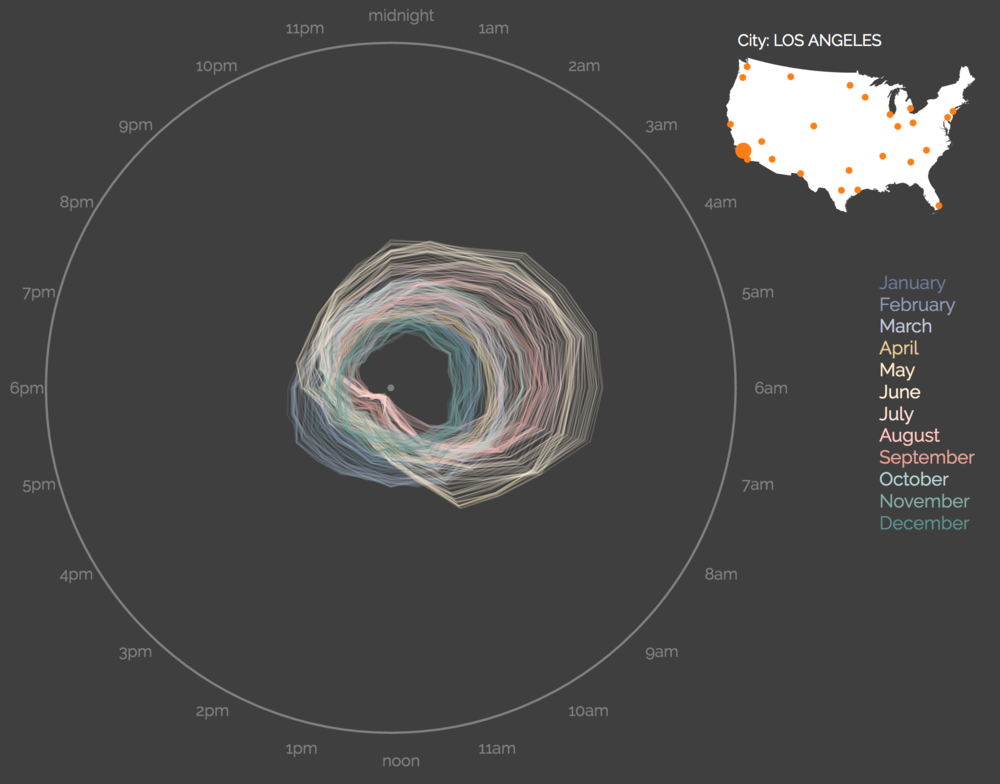 midnight
11pm
1am
City: LOS ANGELES
10pm
2am
9pm
3am
8pm
4am
7pm
5am
January
February
March
April
May
6pm
6am
June
July
August
September
October
5pm
7am
November
December
4pm
8am
3pm
9am
2pm
10am
1pm
11am
noon